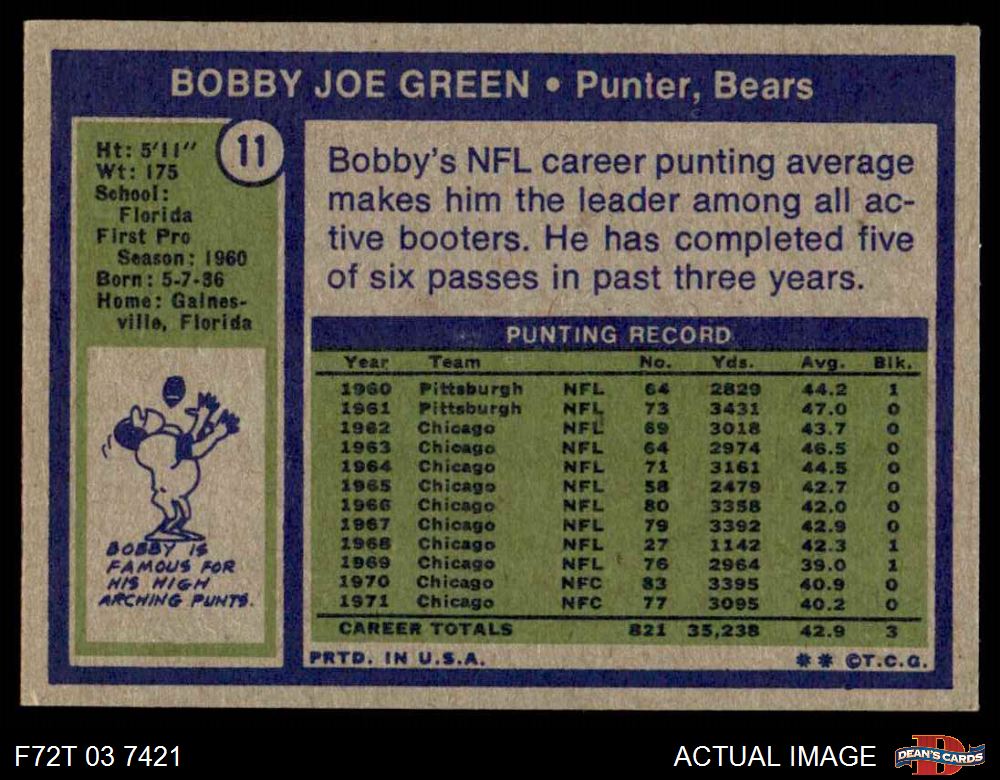 BOBBY JOE GREEN • Punter, Bears
11
Ht: 5'11"
Wt: 175
School:
Florida
First Pro
Season: 1960
Born: 5-7-36
Home: Gaines-
ville, Florida
BOBBY IS
FAMOUS FOR
HIS HIGH
ARCHING PUNTS.
Bobby's NFL career punting average
makes him the leader among all ac-
tive booters. He has completed five
of six passes in past three years.
PUNTING RECORD
Year Team No. Yds. Avg. Blk.
1960 Pittsburgh NFL 64 2829 44.2 1
1961 Pittsburgh NFL 73 3431 47.0 0
1962 Chicago NFL 69 3018 43.7 0
1963 Chicago NFL 64 2974 46.5 0
1964 Chicago NFL 71 3161 44.5 0
1965 Chicago NFL 58 2479 42.7 0
1966 Chicago NFL 80 3358 42.0 0
1967 Chicago NFL 79 3392 42.9 0
1968 Chicago NFL 27 1142 42.3 1
1969 Chicago NFL 76 2964 39.0 1
1970 Chicago NFC 83 3395 40.9 0
1971 Chicago NFC 77 3095 40.2 0
CAREER TOTALS 821 35,238 42.9 3
PRTD. IN U.S.A. ** ©T.C.G.
F72T 03 7421
ACTUAL IMAGE
D
DEAN'S CARDS